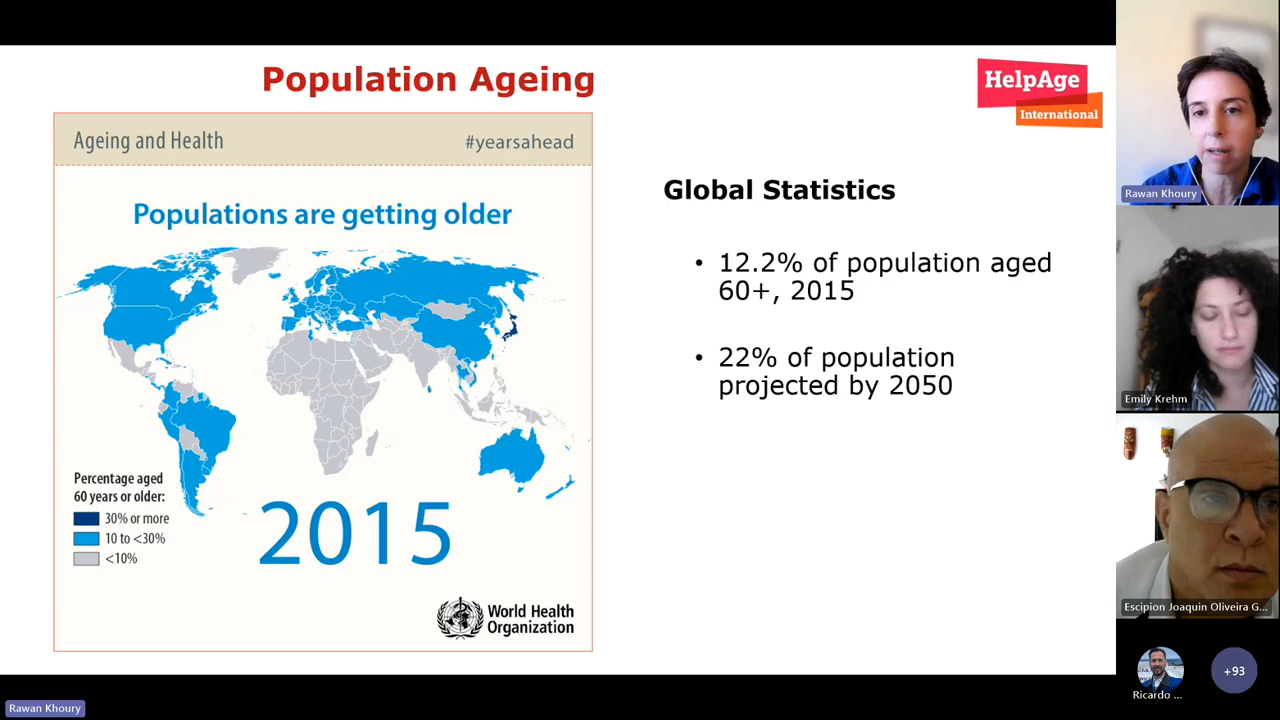 Population Ageing
HelpAge
International
Ageing and Health
#yearsahead
Populations are getting older
Percentage aged
60 years or older:
30% or more
10 to <30%
<10%
2015
World Health
Organization
Global Statistics
• 12.2% of population aged
60+, 2015
• 22% of population
projected by 2050
Rawan Khoury
Emily Krehm
Escipion Joaquin Oliveira G...
Ricardo ...
+93
Rawan Khoury